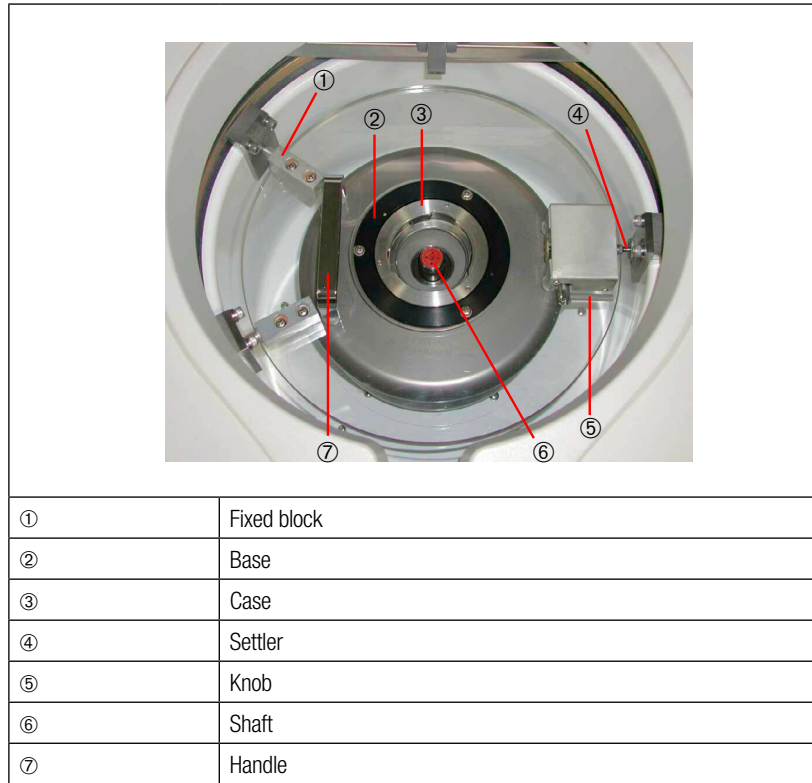 ①
②
③
④
⑤
⑥
⑦
① Fixed block
② Base
③ Case
④ Settler
⑤ Knob
⑥ Shaft
⑦ Handle